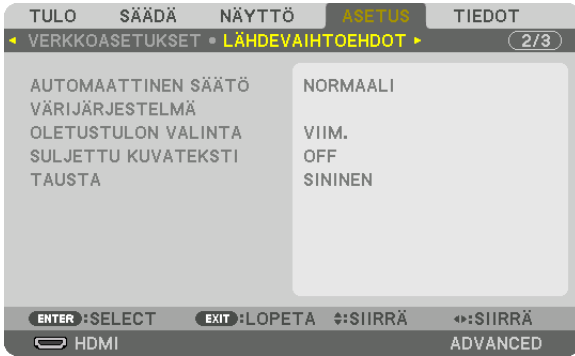 TULO SÄÄDÄ NÄYTTÖ ASETUS TIEDOT
◂ VERKKOASETUKSET • LÄHDEVAIHTOEHDOT ▸ 2/3
AUTOMAATTINEN SÄÄTÖ NORMAALI
VÄRIJÄRJESTELMÄ
OLETUSTULON VALINTA VIIM.
SULJETTU KUVATEKSTI OFF
TAUSTA SININEN
ENTER :SELECT EXIT :LOPETA ♦:SIIRRÄ ◂▸:SIIRRÄ
HDMI ADVANCED